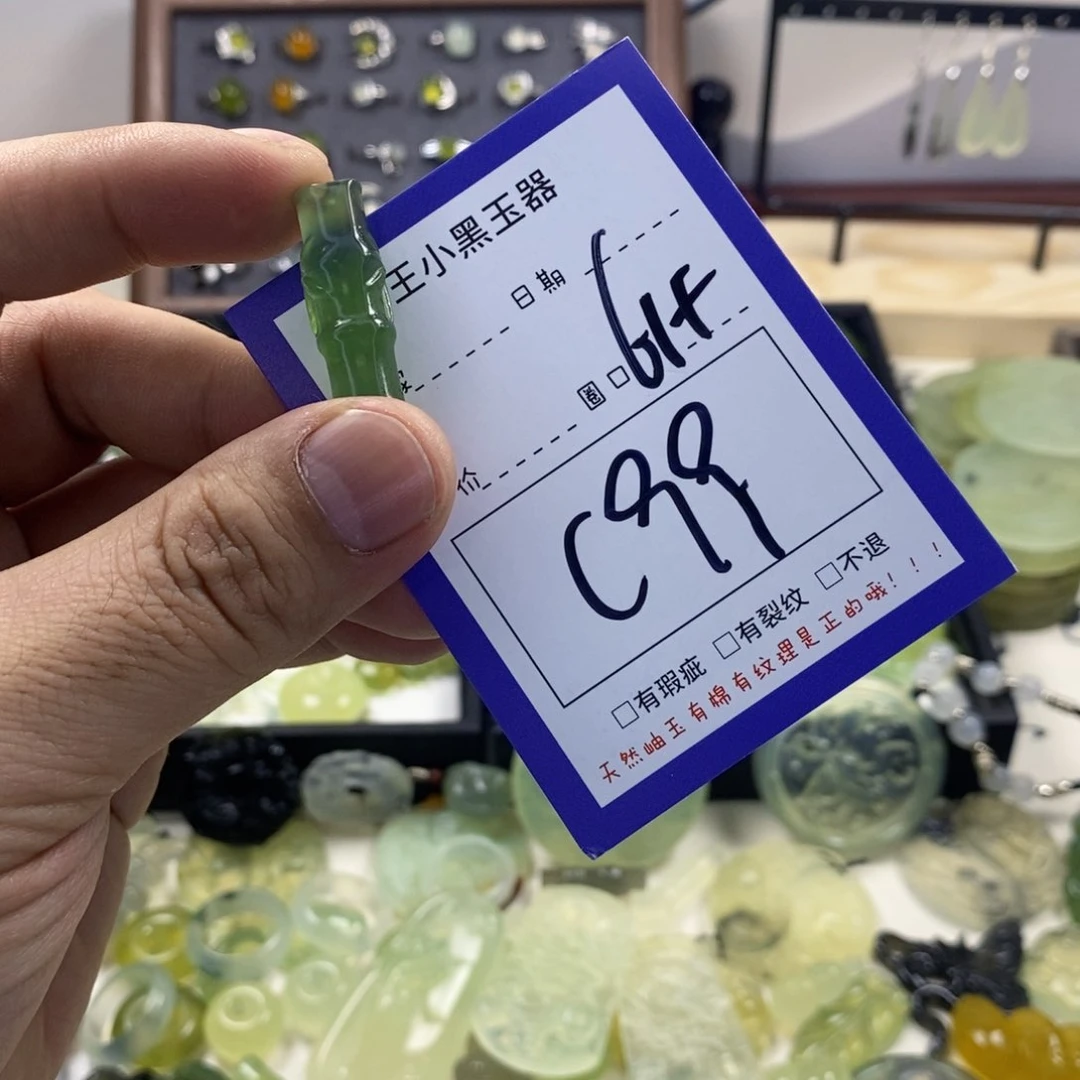 王小黑玉器
日期
圈□
价
C99
□有瑕疵 □有裂纹 □不退
天然岫玉有棉有纹理是正的哦！！！